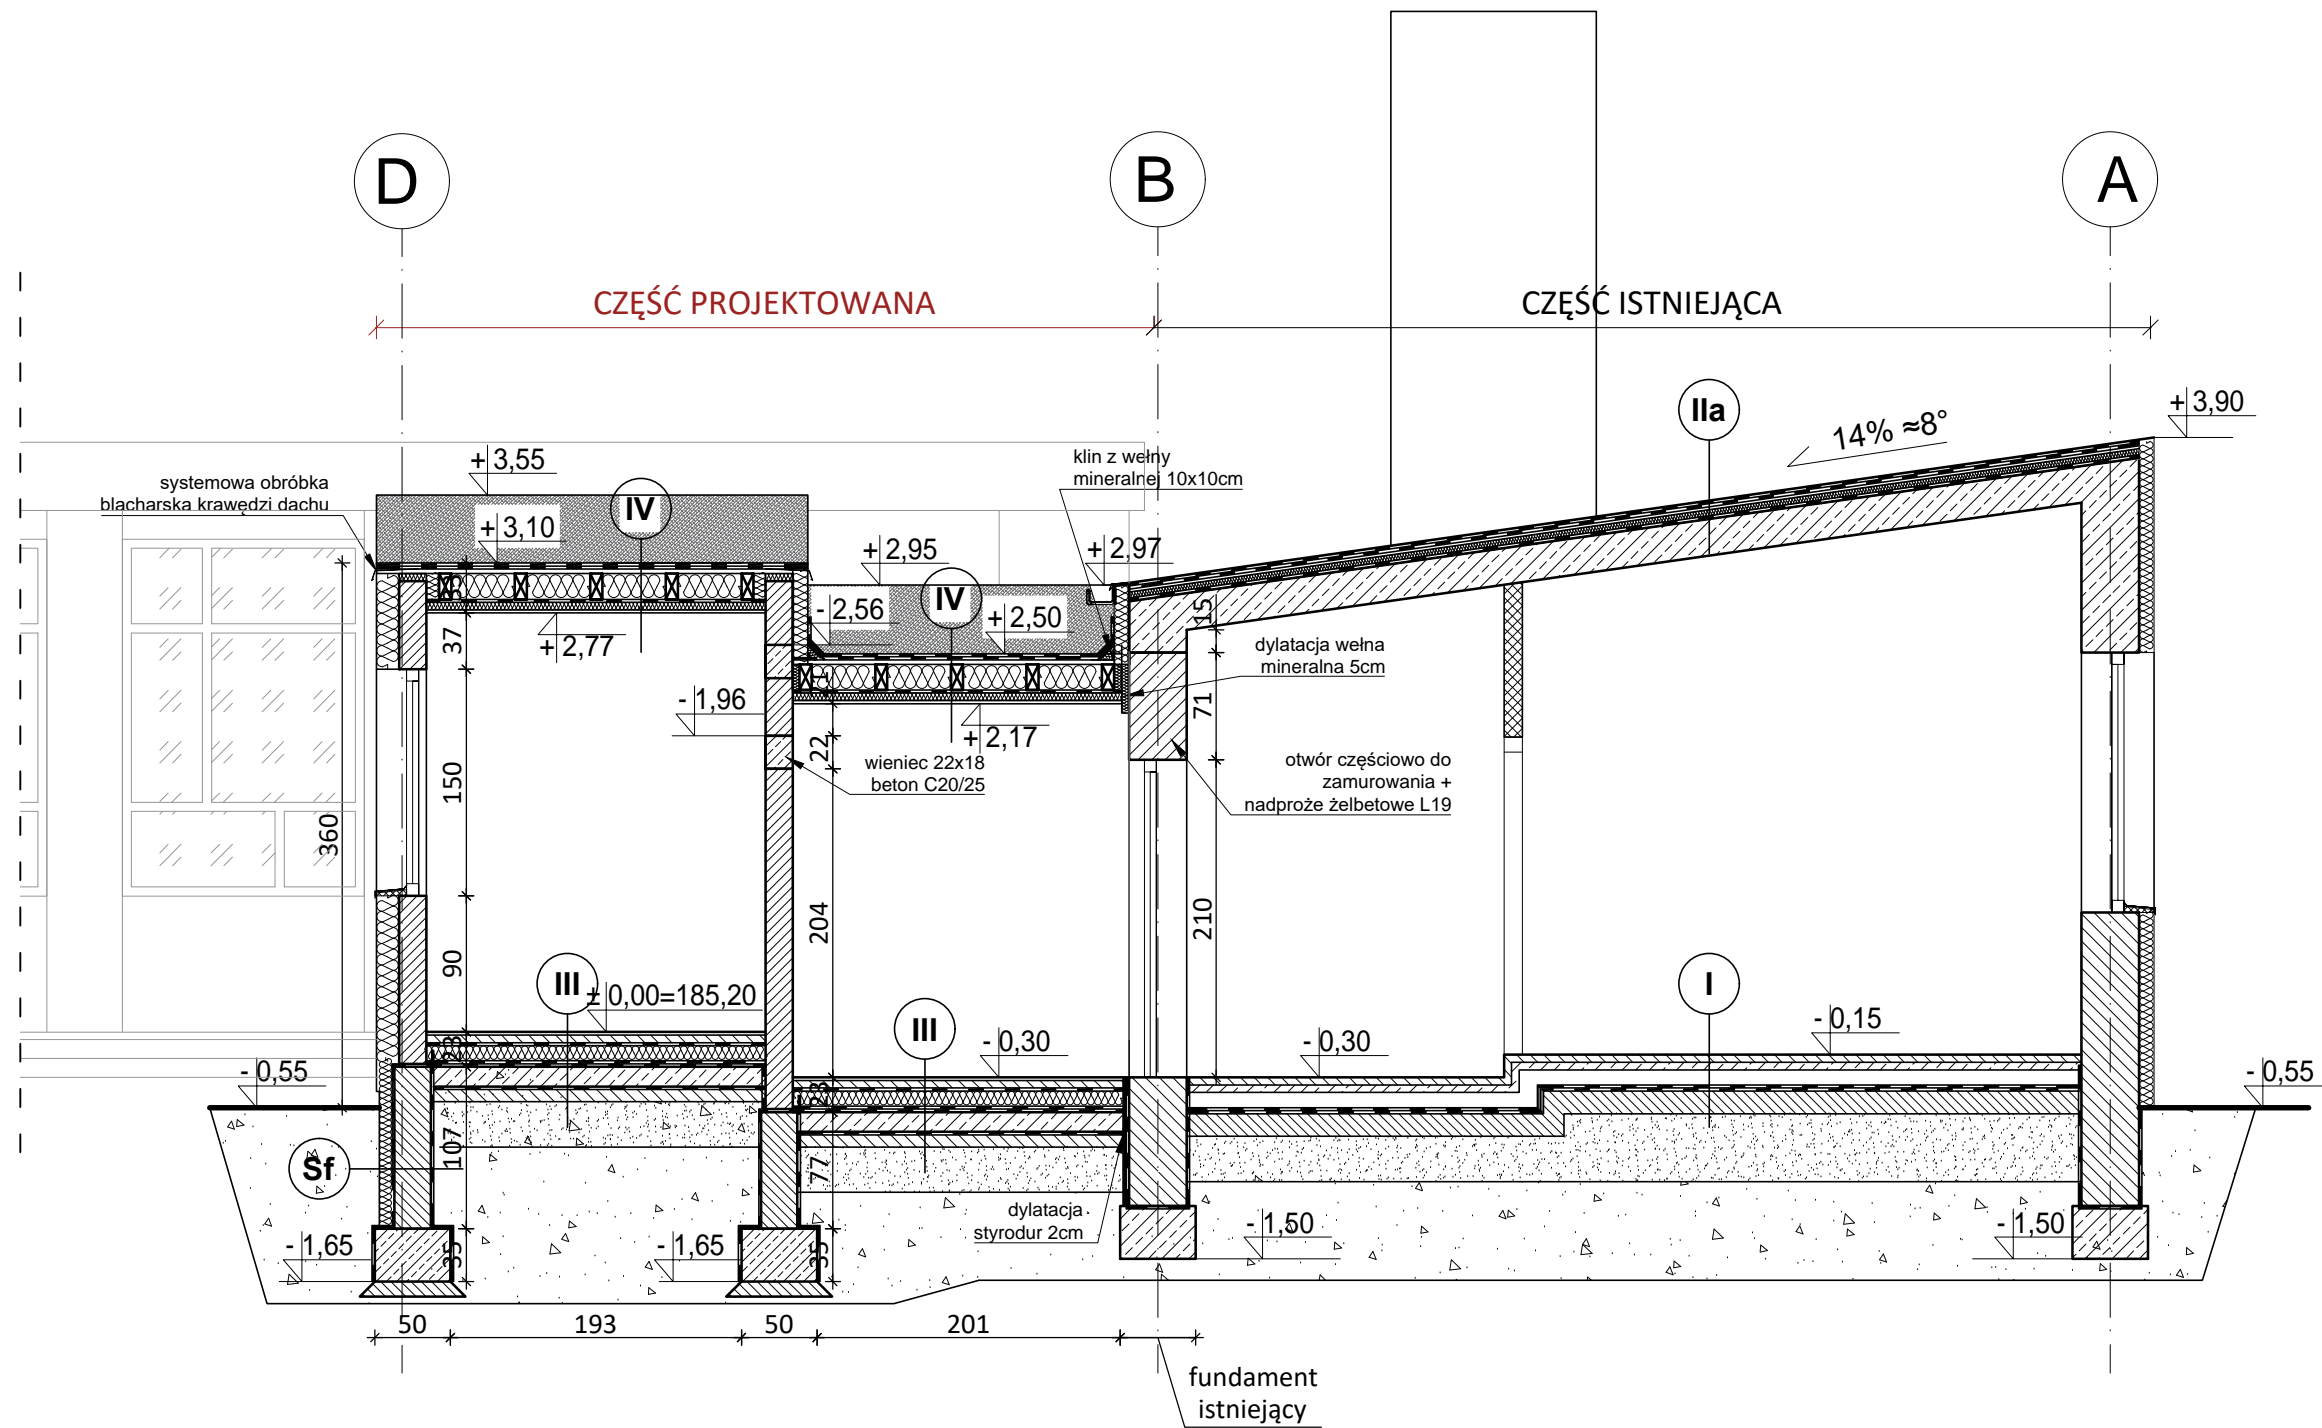 D
B
A
CZĘŚĆ PROJEKTOWANA
CZĘŚĆ ISTNIEJĄCA
IIa
14% ≈8°
+ 3,90
+ 3,55
systemowa obróbka
blacharska krawędzi dachu
klin z wełny
mineralnej 10x10cm
IV
+ 3,10
+ 2,95
+ 2,97
IV
- 2,56
+ 2,50
37
+ 2,77
15
dylatacja wełna
mineralna 5cm
- 1,96
71
+ 2,17
22
wieniec 22x18
beton C20/25
otwór częściowo do
zamurowania +
nadproże żelbetowe L19
150
360
204
210
90
III
± 0,00=185,20
I
III
- 0,30
- 0,30
- 0,15
23
- 0,55
23
- 0,55
107
Sf
77
dylatacja
styrodur 2cm
- 1,50
- 1,50
- 1,65
35
- 1,65
35
50
193
50
201
fundament
istniejący